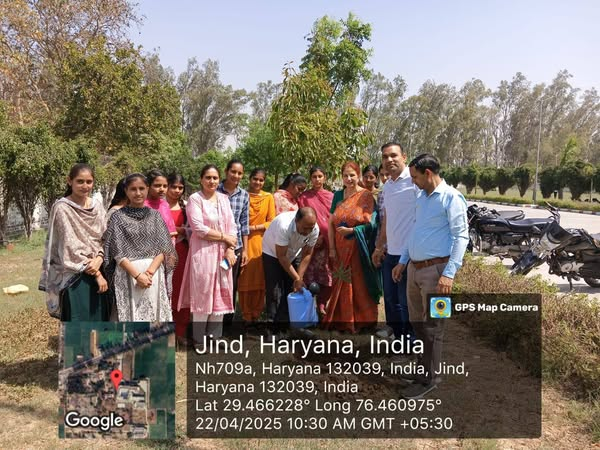 GPS Map Camera
Jind, Haryana, India
Nh709a, Haryana 132039, India, Jind,
Haryana 132039, India
Lat 29.466228° Long 76.460975°
22/04/2025 10:30 AM GMT +05:30
Google